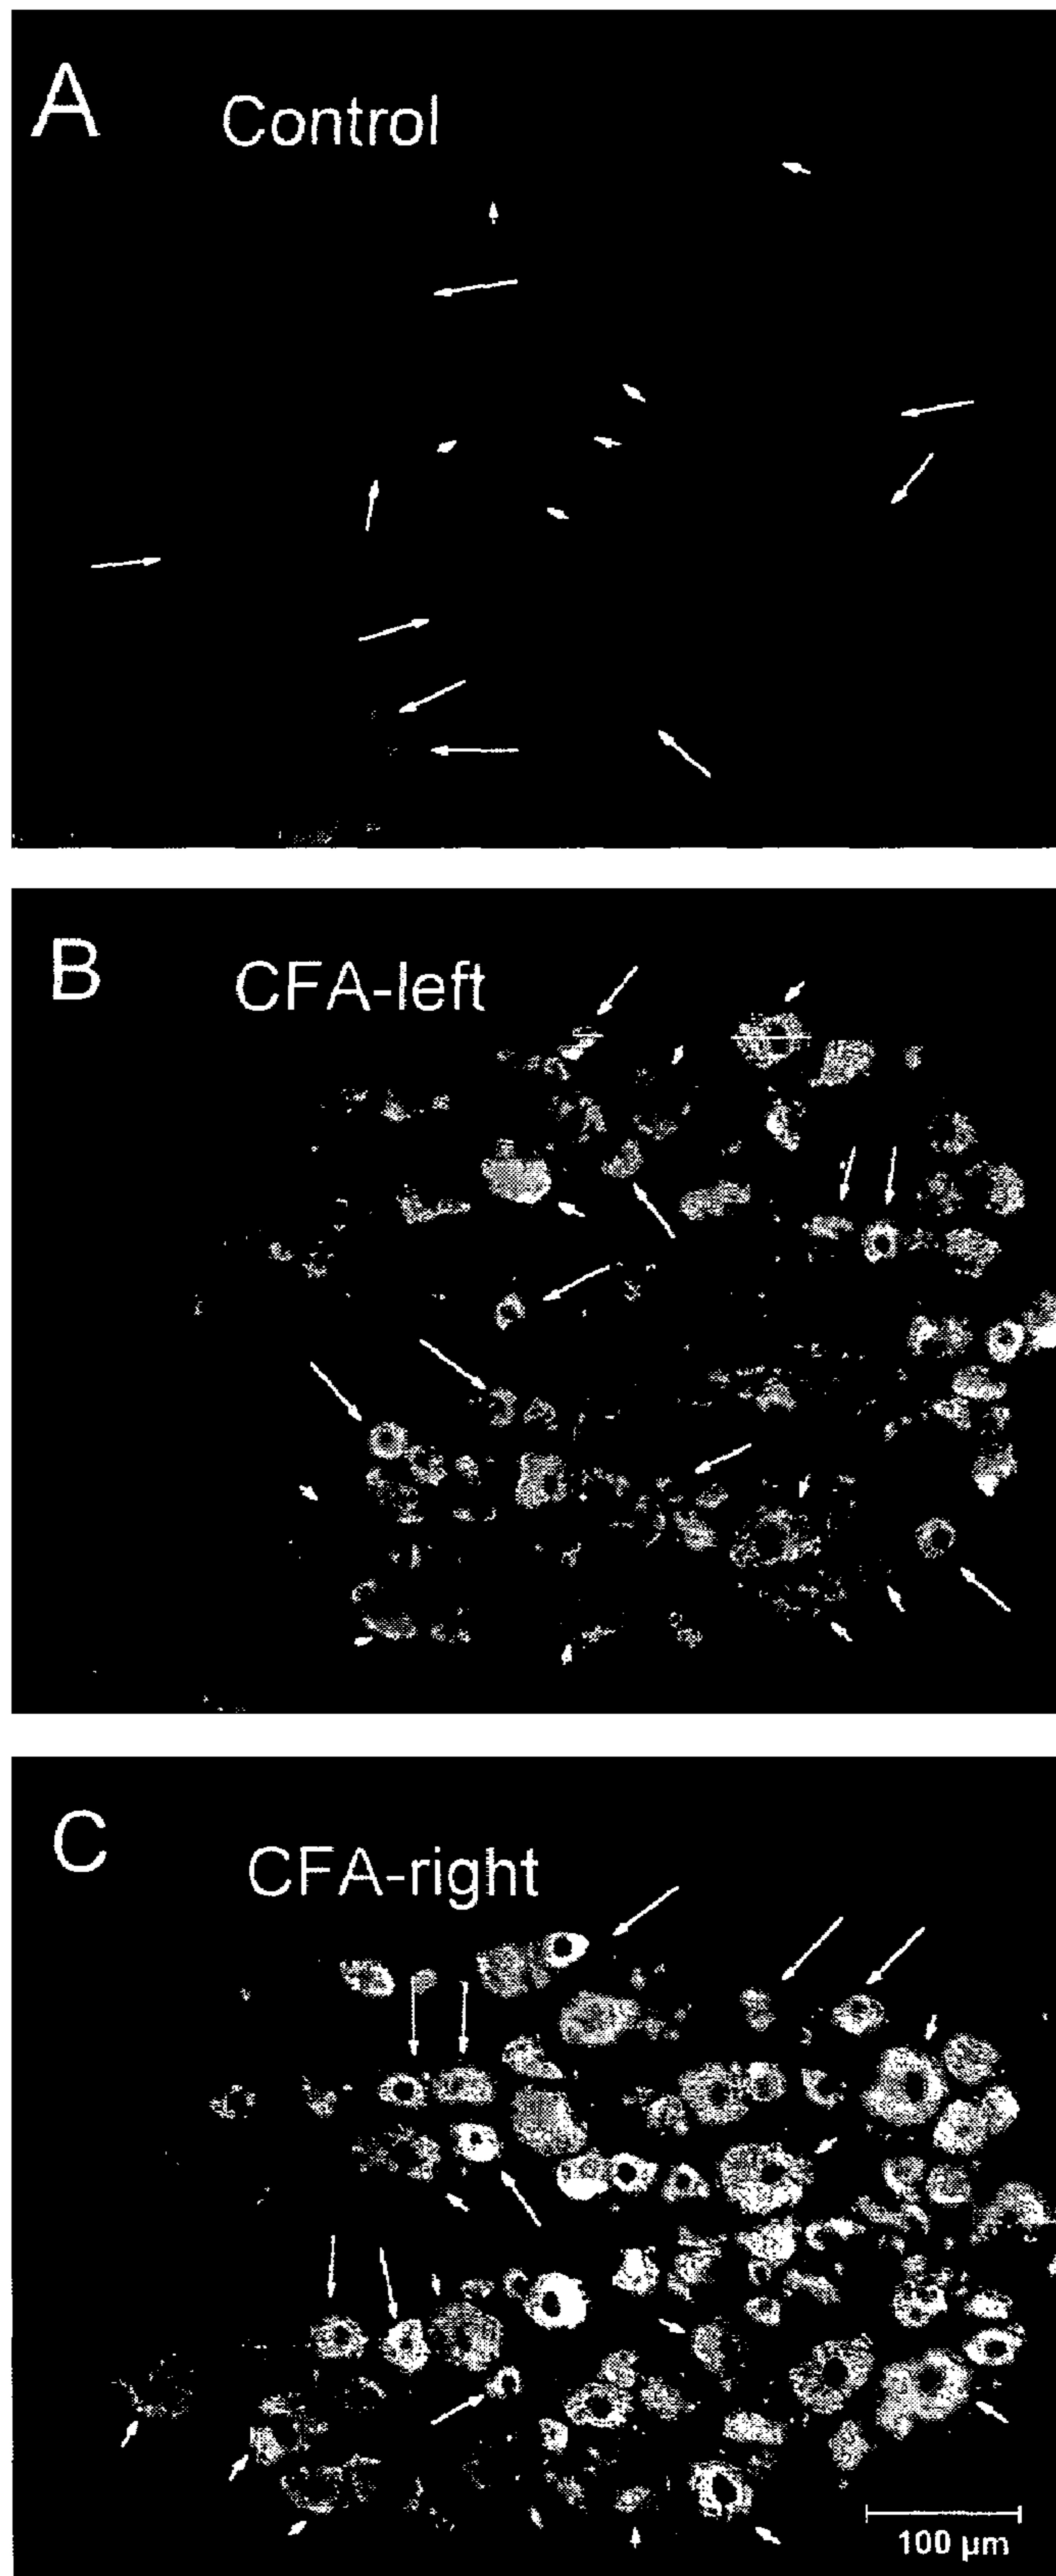 A
Control
B
CFA-left
C
CFA-right
100 µm